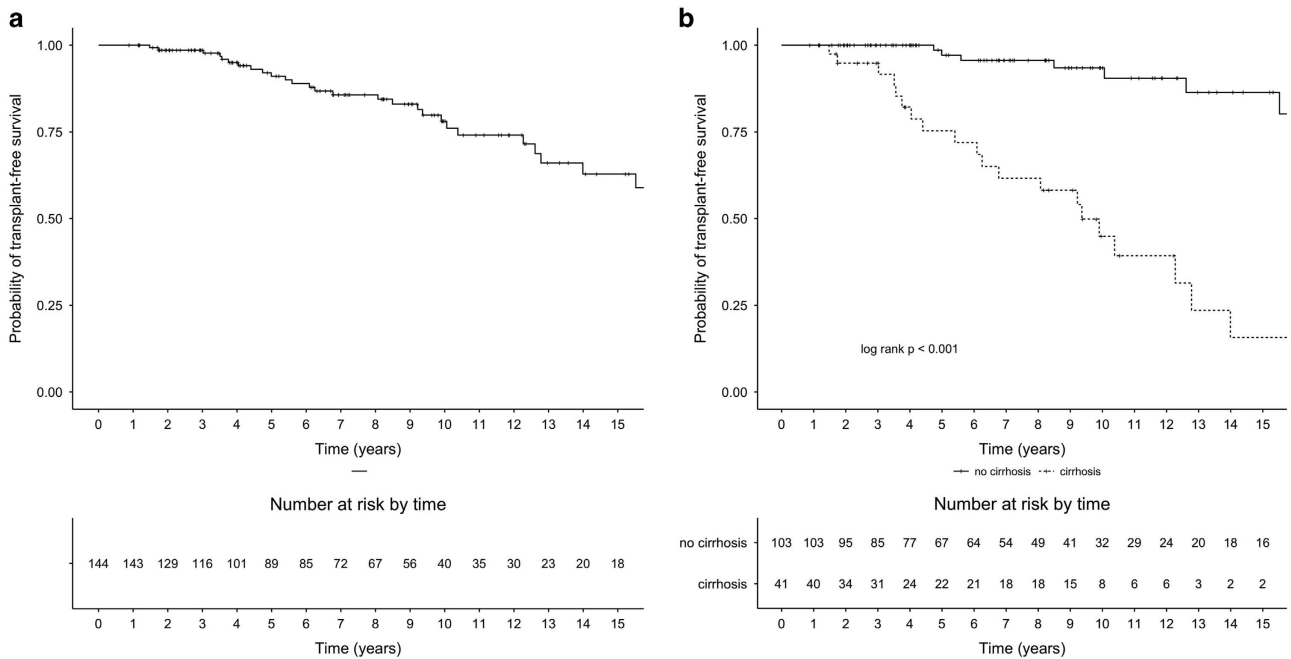 a
1.00
0.75
0.50
0.25
0.00
Probability of transplant-free survival
0 1 2 3 4 5 6 7 8 9 10 11 12 13 14 15
Time (years)
Number at risk by time
144 143 129 116 101 89 85 72 67 56 40 35 30 23 20 18
0 1 2 3 4 5 6 7 8 9 10 11 12 13 14 15
Time (years)
b
1.00
0.75
0.50
0.25
0.00
Probability of transplant-free survival
log rank p < 0.001
0 1 2 3 4 5 6 7 8 9 10 11 12 13 14 15
Time (years)
no cirrhosis cirrhosis
Number at risk by time
no cirrhosis 103 103 95 85 77 67 64 54 49 41 32 29 24 20 18 16
cirrhosis 41 40 34 31 24 22 21 18 18 15 8 6 6 3 2 2
0 1 2 3 4 5 6 7 8 9 10 11 12 13 14 15
Time (years)